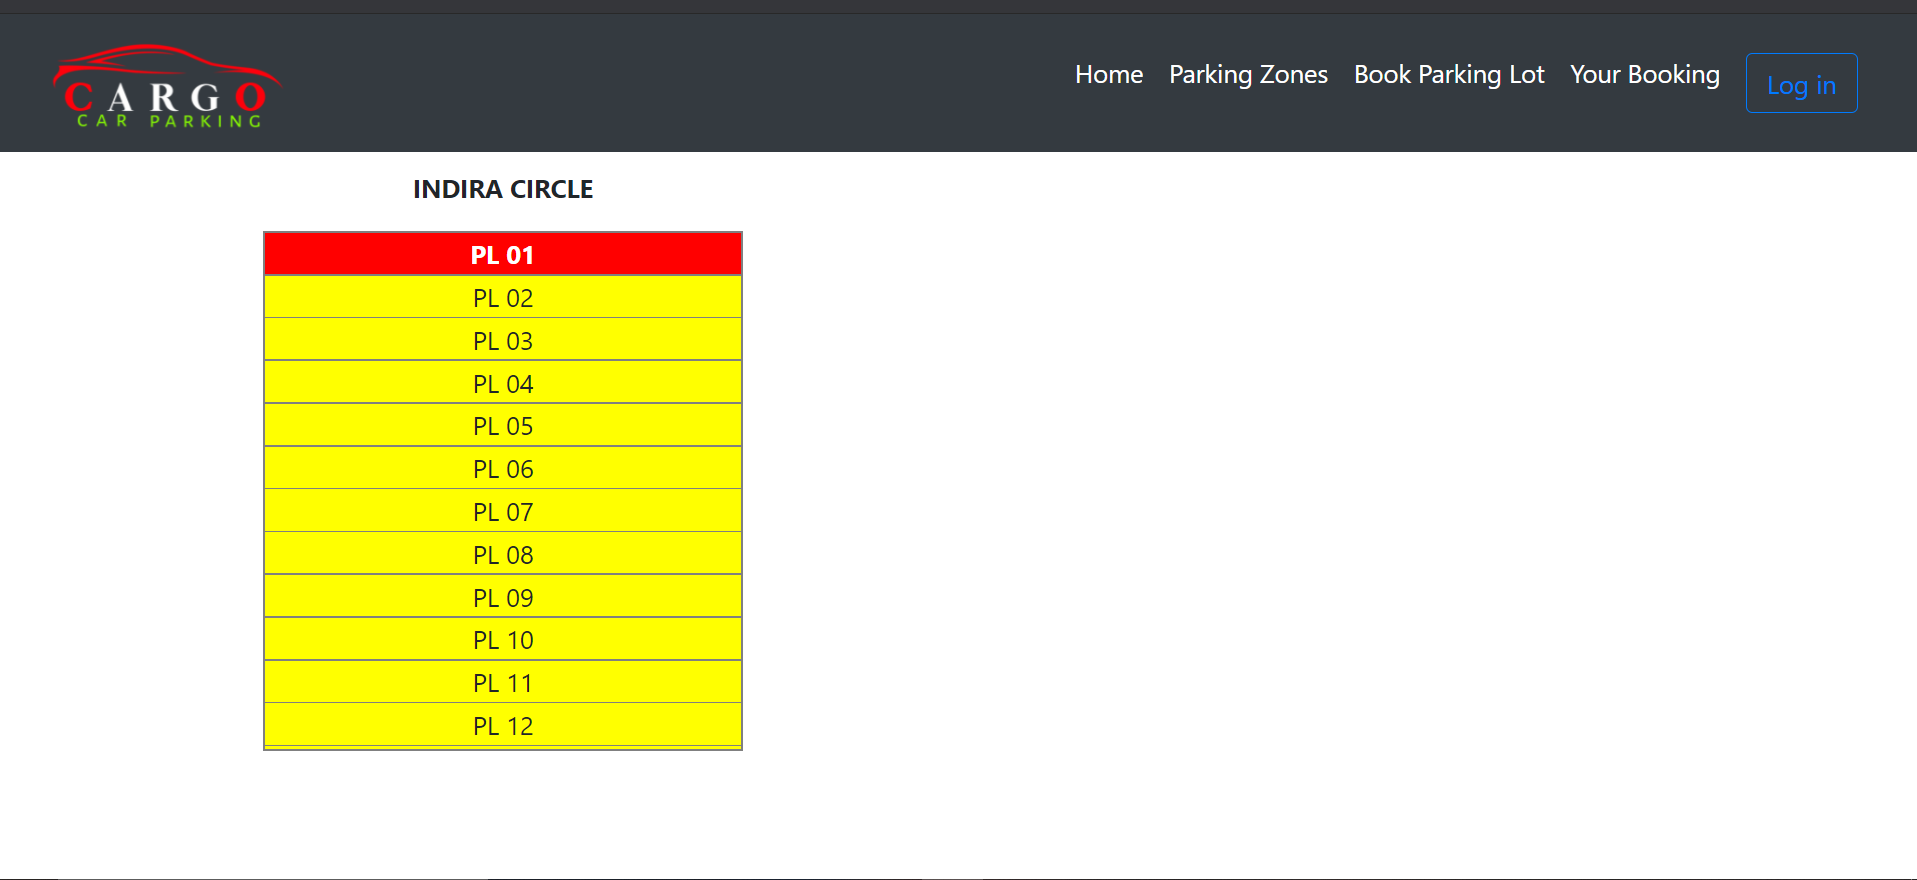 CARGO
CAR PARKING
Home Parking Zones Book Parking Lot Your Booking Log in
INDIRA CIRCLE
PL 01
PL 02
PL 03
PL 04
PL 05
PL 06
PL 07
PL 08
PL 09
PL 10
PL 11
PL 12